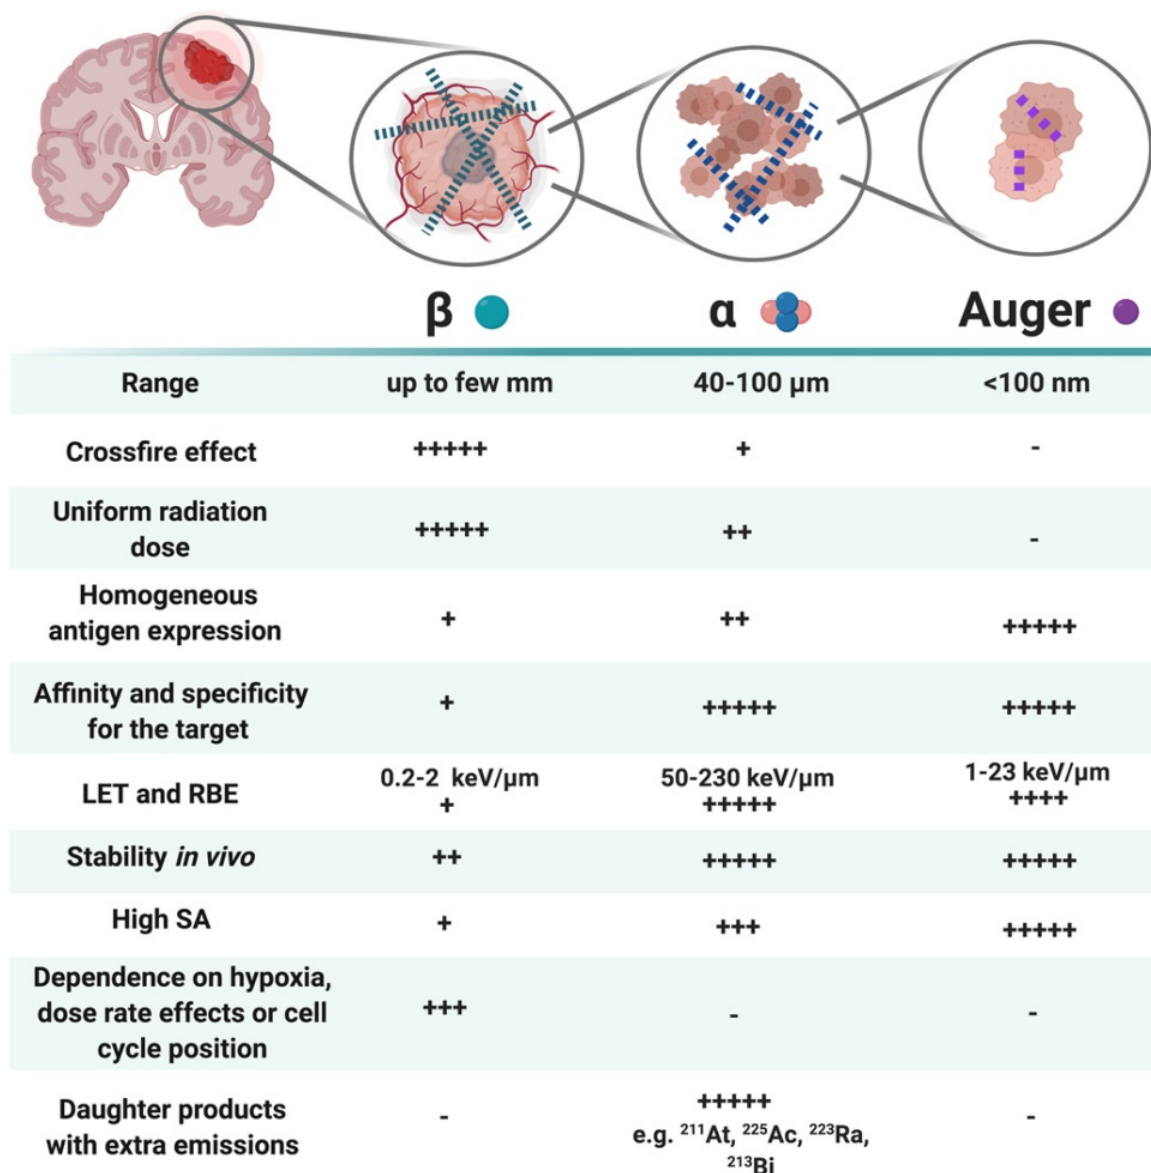 β α Auger
Range up to few mm 40-100 μm <100 nm
Crossfire effect +++++ + -
Uniform radiation
dose +++++ ++ -
Homogeneous
antigen expression + ++ +++++
Affinity and specificity
for the target + +++++ +++++
LET and RBE 0.2-2 keV/μm 50-230 keV/μm 1-23 keV/μm
+ +++++ ++++
Stability in vivo ++ +++++ +++++
High SA + +++ +++++
Dependence on hypoxia,
dose rate effects or cell +++ - -
cycle position
Daughter products - +++++ -
with extra emissions e.g. ²¹¹At, ²²⁵Ac, ²²³Ra,
²¹³Bi